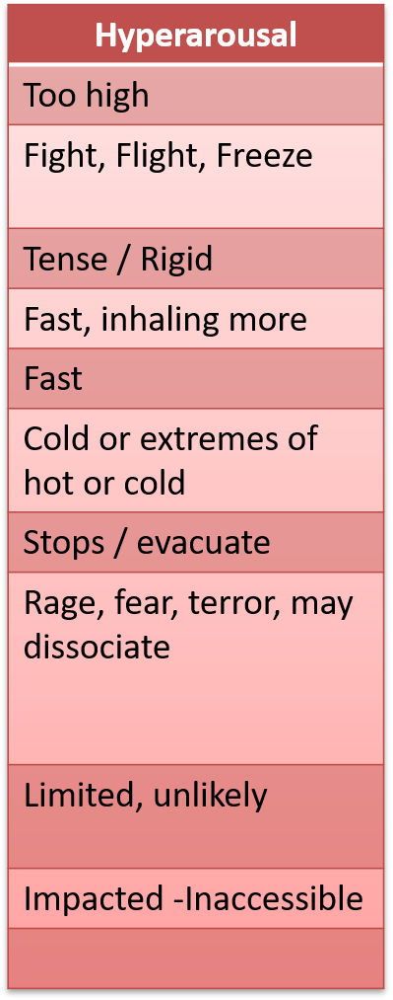 Hyperarousal
Too high
Fight, Flight, Freeze
Tense / Rigid
Fast, inhaling more
Fast
Cold or extremes of
hot or cold
Stops / evacuate
Rage, fear, terror, may
dissociate
Limited, unlikely
Impacted -Inaccessible